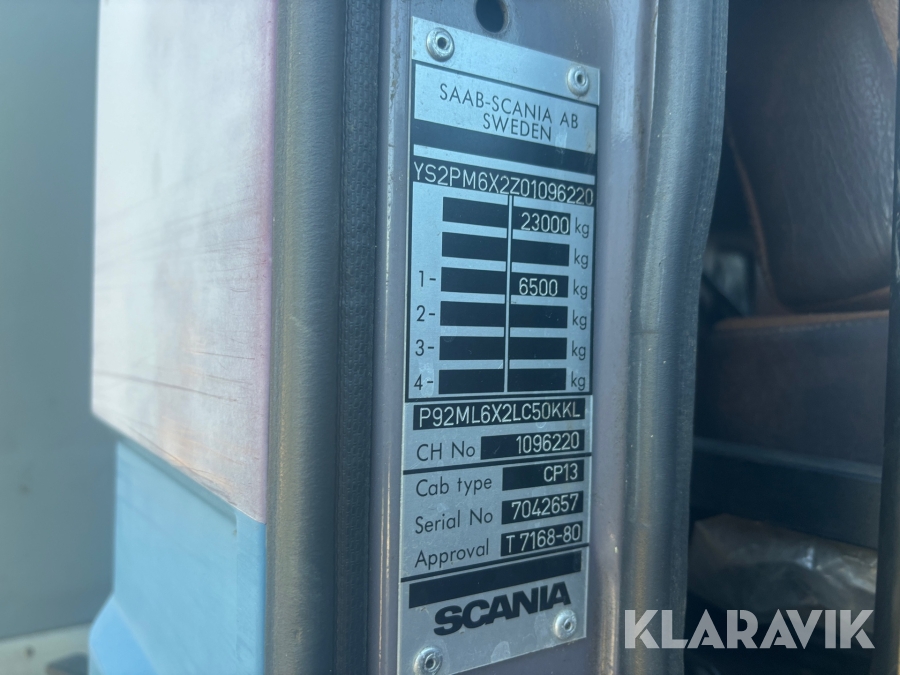 SAAB-SCANIA AB
SWEDEN
YS2PM6X2Z01096220
23000 kg
kg
1- 6500 kg
2- kg
3- kg
4- kg
P92ML6X2LC50KKL
CH No 1096220
Cab type CP13
Serial No 7042657
Approval T 7168-80
SCANIA
KLARAVIK